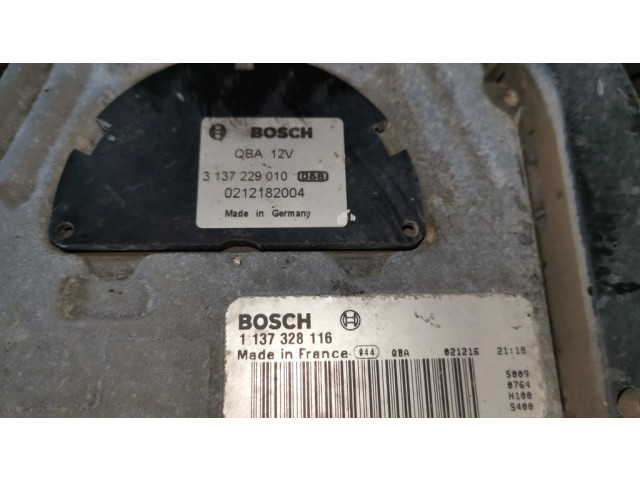 BOSCH
QBA 12V
3 137 229 010
0212182004
Made in Germany
BOSCH
1 137 328 116
Made in France 944 QBA 021216 21:18
5009
0764
H100
S400